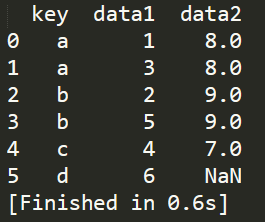 key data1 data2
0 a 1 8.0
1 a 3 8.0
2 b 2 9.0
3 b 5 9.0
4 c 4 7.0
5 d 6 NaN
[Finished in 0.6s]